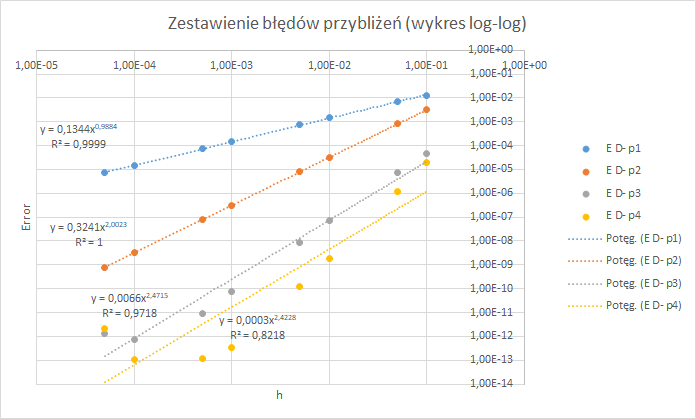 Zestawienie błędów przybliżeń (wykres log-log)
1,00E+00
1,00E-05 1,00E-04 1,00E-03 1,00E-02 1,00E-01 1,00E+00
1,00E-01
1,00E-02
1,00E-03
1,00E-04
1,00E-05
1,00E-06
1,00E-07
1,00E-08
1,00E-09
1,00E-10
1,00E-11
1,00E-12
1,00E-13
1,00E-14
y = 0,1344x^0,9884
R² = 0,9999
y = 0,3241x^2,0023
R² = 1
y = 0,0066x^2,4715
R² = 0,9718
y = 0,0003x^2,4228
R² = 0,8218
Error
h
E D- p1
E D- p2
E D- p3
E D- p4
Potęg. (E D- p1)
Potęg. (E D- p2)
Potęg. (E D- p3)
Potęg. (E D- p4)